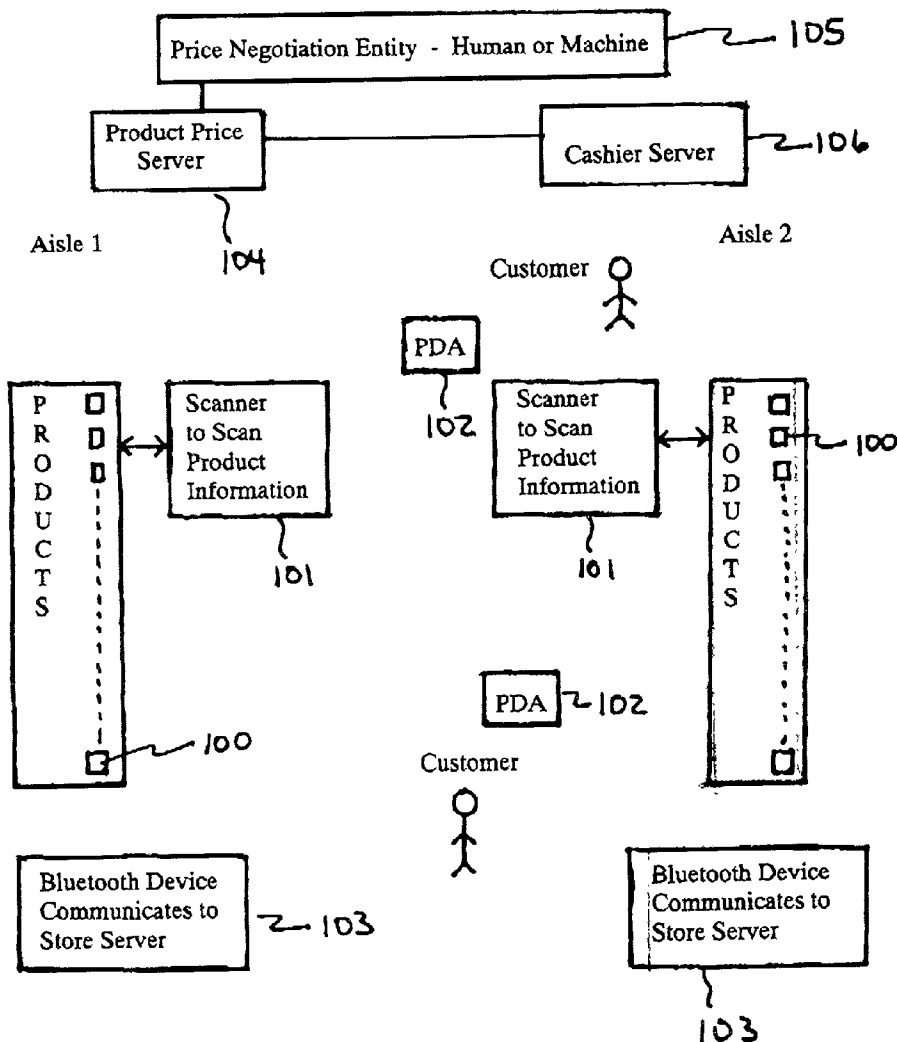 Price Negotiation Entity - Human or Machine
105
Product Price
Server
Cashier Server
106
104
Aisle 1
Aisle 2
Customer
PDA
102
PRODUCTS
Scanner
to Scan
Product
Information
101
Scanner
to Scan
Product
Information
101
PRODUCTS
100
100
PDA
102
Customer
Bluetooth Device
Communicates to
Store Server
103
Bluetooth Device
Communicates to
Store Server
103